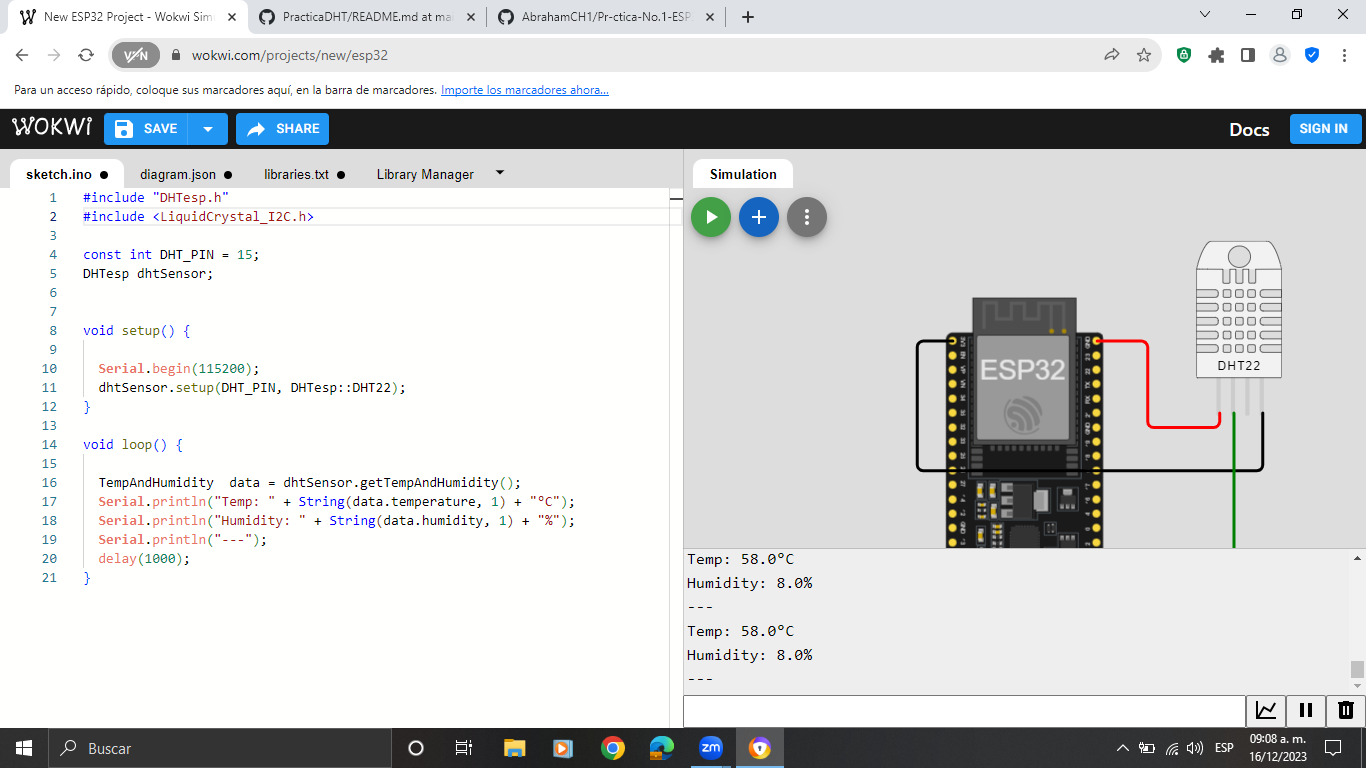 New ESP32 Project - Wokwi Sim
PracticaDHT/README.md at ma
AbrahamCH1/Pr-ctica-No.1-ESP
VPN
wokwi.com/projects/new/esp32
Para un acceso rápido, coloque sus marcadores aquí, en la barra de marcadores. Importe los marcadores ahora...
WOKWI
SAVE
SHARE
Docs
SIGN IN
sketch.ino
diagram.json
libraries.txt
Library Manager
Simulation
1 #include "DHTesp.h"
2 #include <LiquidCrystal_I2C.h>
3
4 const int DHT_PIN = 15;
5 DHTesp dhtSensor;
6
7
8 void setup() {
9
10 Serial.begin(115200);
11 dhtSensor.setup(DHT_PIN, DHTesp::DHT22);
12 }
13
14 void loop() {
15
16 TempAndHumidity  data = dhtSensor.getTempAndHumidity();
17 Serial.println("Temp: " + String(data.temperature, 1) + "°C");
18 Serial.println("Humidity: " + String(data.humidity, 1) + "%");
19 Serial.println("---");
20 delay(1000);
21 }
ESP32
DHT22
Temp: 58.0°C
Humidity: 8.0%
---
Temp: 58.0°C
Humidity: 8.0%
---
Buscar
zm
ESP
09:08 a. m.
16/12/2023